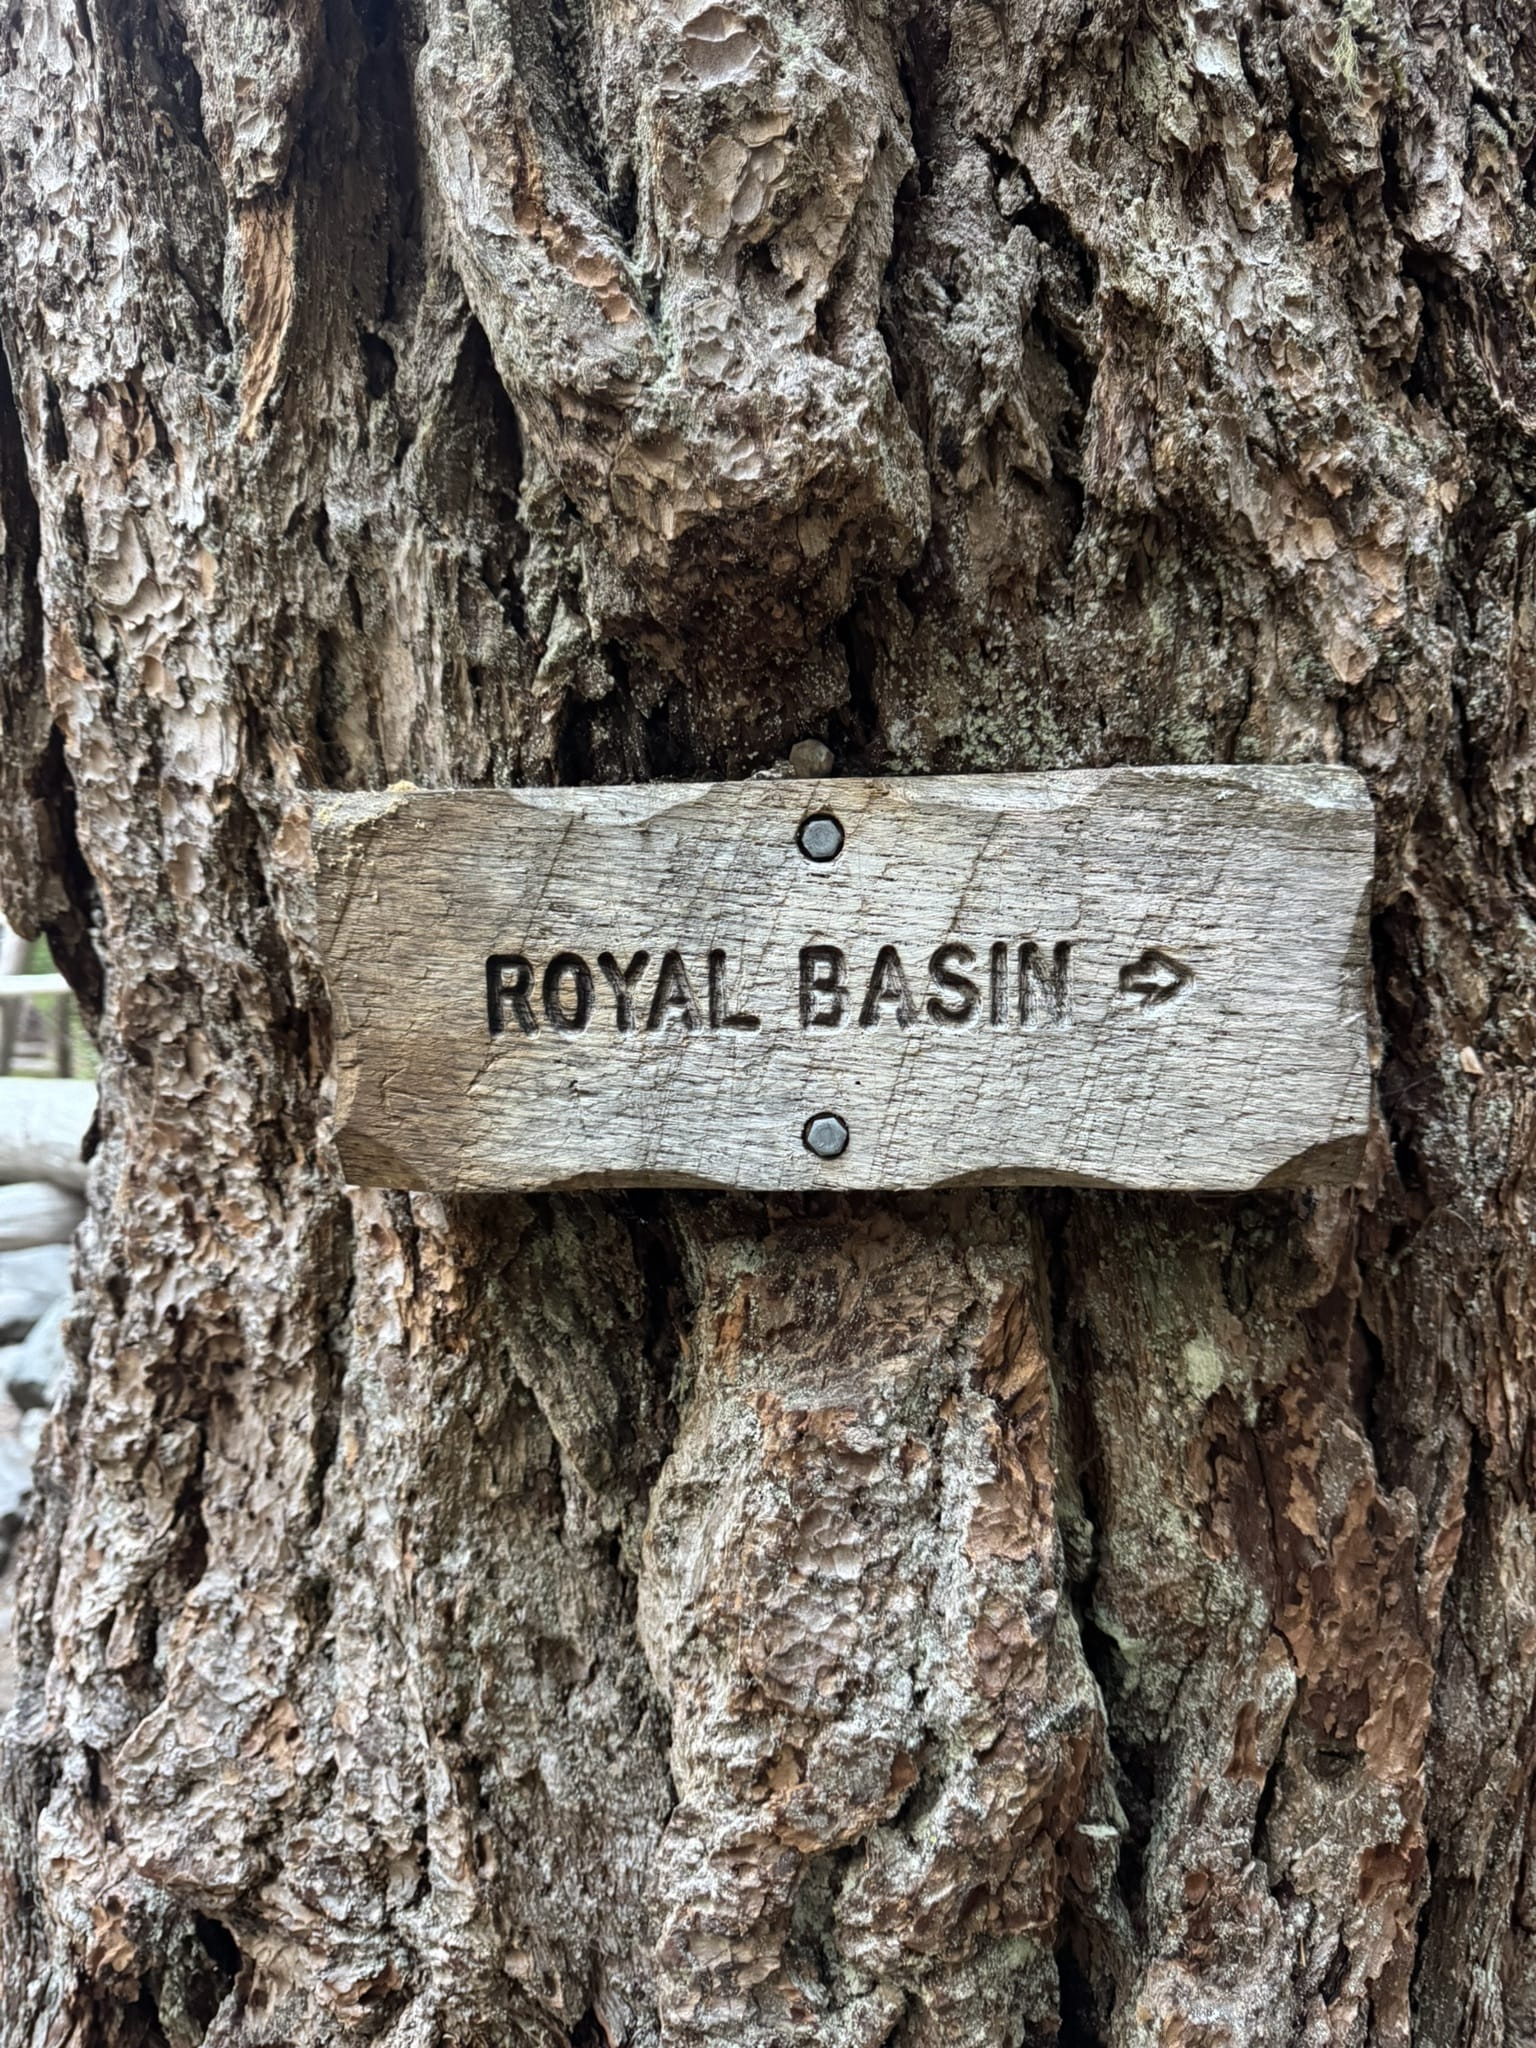 ROYAL BASIN →